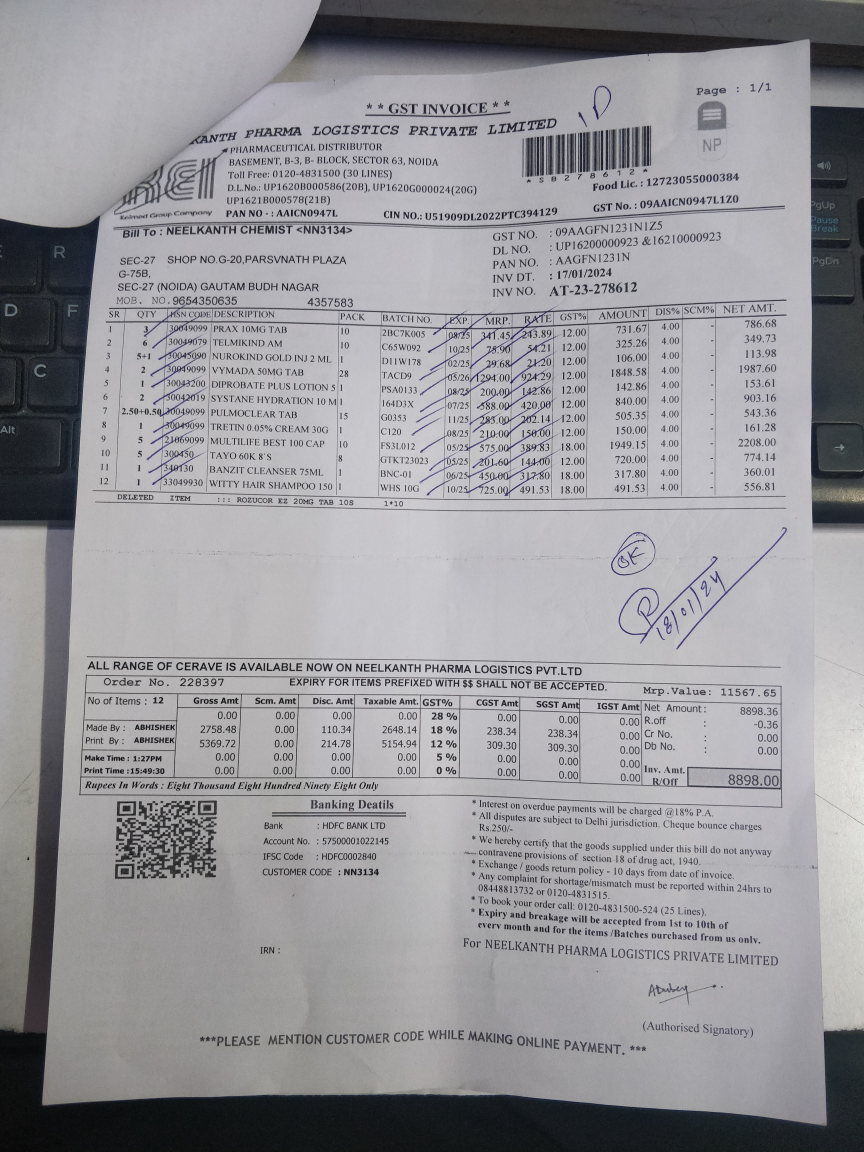 Page : 1/1
* * GST INVOICE * *
1D
KANTH PHARMA LOGISTICS PRIVATE LIMITED
PHARMACEUTICAL DISTRIBUTOR
BASEMENT, B-3, B- BLOCK, SECTOR 63, NOIDA
Toll Free: 0120-4831500 (30 LINES)
D.L.No.: UP1620B000586(20B), UP1620G000024(20G)
UP1621B000578(21B)
PAN NO - : AAICN0947L
CIN NO.: U51909DL2022PTC394129
* S B 2 7 8 6 1 2 *
NP
Food Lic. : 12723055000384
GST No. : 09AAICN0947L1Z0
REI
Group Company
Bill To : NEELKANTH CHEMIST <NN3134>
SEC-27 SHOP NO.G-20,PARSVNATH PLAZA
G-75B,
SEC-27 (NOIDA) GAUTAM BUDH NAGAR
MOB. NO. 9654350635 4357583
GST NO. : 09AAGFN1231N1Z5
DL NO. : UP16200000923 &16210000923
PAN NO. : AAGFN1231N
INV DT. : 17/01/2024
INV NO. AT-23-278612
SR QTY HSN CODE DESCRIPTION PACK BATCH NO. EXP. MRP. RATE GST% AMOUNT DIS% SCM% NET AMT.
1 3 30049099 PRAX 10MG TAB 10 2BC7K005 08/25 341.45 243.89 12.00 731.67 4.00 - 786.68
2 6 30049079 TELMIKIND AM 10 C65W092 10/25 75.90 54.21 12.00 325.26 4.00 - 349.73
3 5+1 30045090 NUROKIND GOLD INJ 2 ML 1 D11W178 02/25 29.68 21.20 12.00 106.00 4.00 - 113.98
4 2 30049099 VYMADA 50MG TAB 28 TACD9 05/26 1294.00 924.29 12.00 1848.58 4.00 - 1987.60
5 1 30043200 DIPROBATE PLUS LOTION 5 1 PSA0133 08/25 200.00 142.86 12.00 142.86 4.00 - 153.61
6 2 30042019 SYSTANE HYDRATION 10 M 1 164D3X 07/25 588.00 420.00 12.00 840.00 4.00 - 903.16
7 2.50+0.50 30049099 PULMOCLEAR TAB 15 G0353 11/25 283.00 202.14 12.00 505.35 4.00 - 543.36
8 1 30049099 TRETIN 0.05% CREAM 30G 1 C120 08/25 210.00 150.00 12.00 150.00 4.00 - 161.28
9 5 21069099 MULTILIFE BEST 100 CAP 10 FS3L012 05/25 575.00 389.83 18.00 1949.15 4.00 - 2208.00
10 5 300450 TAYO 60K 8`S 8 GTKT23023 05/25 201.60 144.00 12.00 720.00 4.00 - 774.14
11 1 340130 BANZIT CLEANSER 75ML 1 BNC-01 06/25 450.00 317.80 18.00 317.80 4.00 - 360.01
12 1 33049930 WITTY HAIR SHAMPOO 150 1 WHS 10G 10/25 725.00 491.53 18.00 491.53 4.00 - 556.81
DELETED ITEM ::: ROZUCOR EZ 20MG TAB 10S 1*10
OK
18/01/24
ALL RANGE OF CERAVE IS AVAILABLE NOW ON NEELKANTH PHARMA LOGISTICS PVT.LTD
Order No. 228397 EXPIRY FOR ITEMS PREFIXED WITH $$ SHALL NOT BE ACCEPTED. Mrp.Value: 11567.65
No of Items : 12 Gross Amt Scm. Amt Disc. Amt Taxable Amt. GST% CGST Amt SGST Amt IGST Amt Net Amount: 8898.36
0.00 0.00 0.00 0.00 28 % 0.00 0.00 0.00 R.off : -0.36
Made By : ABHISHEK 2758.48 0.00 110.34 2648.14 18 % 238.34 238.34 0.00 Cr No. : 0.00
Print By : ABHISHEK 5369.72 0.00 214.78 5154.94 12 % 309.30 309.30 0.00 Db No. : 0.00
Make Time : 1:27PM 0.00 0.00 0.00 0.00 5 % 0.00 0.00 0.00
Print Time :15:49:30 0.00 0.00 0.00 0.00 0 % 0.00 0.00 0.00 Inv. Amt. R/Off 8898.00
Rupees In Words : Eight Thousand Eight Hundred Ninety Eight Only
Banking Deatils
Bank : HDFC BANK LTD
Account No. : 57500001022145
IFSC Code : HDFC0002840
CUSTOMER CODE : NN3134
* Interest on overdue payments will be charged @18% P.A.
* All disputes are subject to Delhi jurisdiction. Cheque bounce charges
Rs.250/-
* We hereby certify that the goods supplied under this bill do not anyway
contravene provisions of section 18 of drug act, 1940.
* Exchange / goods return policy - 10 days from date of invoice.
* Any complaint for shortage/mismatch must be reported within 24hrs to
08448813732 or 0120-4831515.
* To book your order call: 0120-4831500-524 (25 Lines).
* Expiry and breakage will be accepted from 1st to 10th of
every month and for the items /Batches purchased from us only.
IRN :
For NEELKANTH PHARMA LOGISTICS PRIVATE LIMITED
(Authorised Signatory)
***PLEASE MENTION CUSTOMER CODE WHILE MAKING ONLINE PAYMENT. ***
PgUp
Pause
Break
PgDn
R
D
F
C
Alt